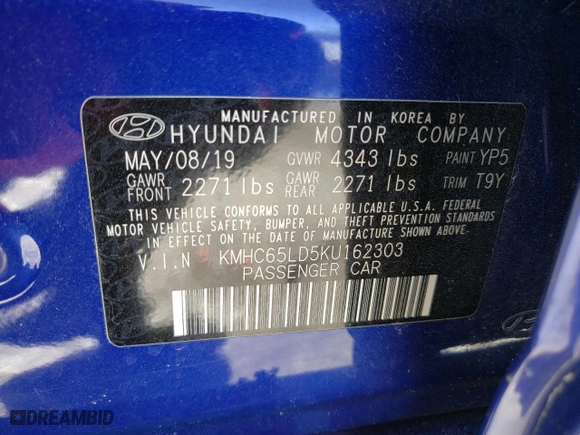 MANUFACTURED IN KOREA BY
HYUNDAI MOTOR COMPANY
MAY/08/19 GVWR 4343 lbs PAINT YP5
GAWR FRONT 2271 lbs GAWR REAR 2271 lbs TRIM T9Y
THIS VEHICLE CONFORMS TO ALL APPLICABLE U.S.A. FEDERAL
MOTOR VEHICLE SAFETY, BUMPER, AND THEFT PREVENTION STANDARDS
IN EFFECT ON THE DATE OF MANUFACTURE SHOWN ABOVE.
V.I.N KMHC65LD5KU162303
PASSENGER CAR
DREAMBID